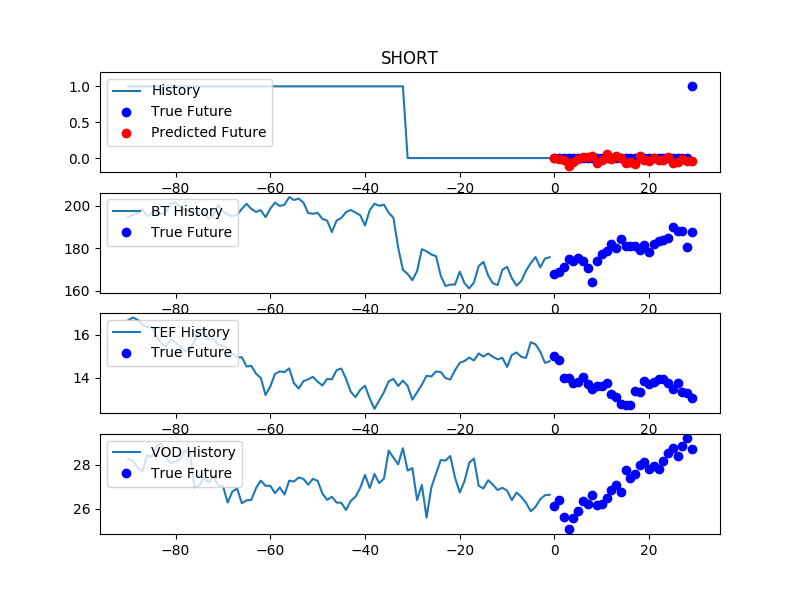 SHORT
1.0
0.5
0.0
History
True Future
Predicted Future
−80 −60 −40 −20 0 20
200
180
160
BT History
True Future
−80 −60 −40 −20 0 20
16
14
TEF History
True Future
−80 −60 −40 −20 0 20
28
26
VOD History
True Future
−80 −60 −40 −20 0 20